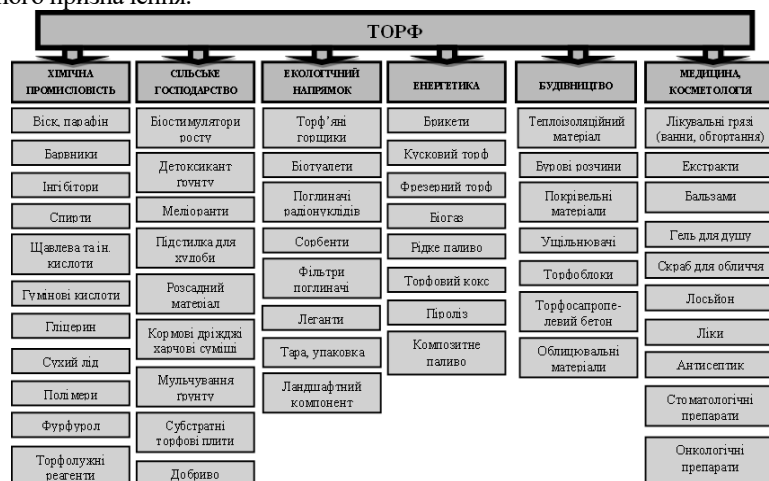 ного призначення.
ТОРФ
ХІМІЧНА
ПРОМИСЛОВІСТЬ
Віск, парафін
Барвники
Інгібітори
Спирти
Щавлева та ін.
кислоти
Гумінові кислоти
Гліцерин
Сухий лід
Полімери
Фурфурол
Торфолужні
реагенти
СІЛЬСЬКЕ
ГОСПОДАРСТВО
Біостимулятори
росту
Детоксикант
ґрунту
Меліоранти
Підстилка для
худоби
Розсадний
матеріал
Кормові дріжджі
харчові суміші
Мульчування
ґрунту
Субстратні
торфові плити
Добриво
ЕКОЛОГІЧНИЙ
НАПРЯМОК
Торф’яні
горщики
Біотуалети
Поглиначі
радіонуклідів
Сорбенти
Фільтри
поглиначі
Леганти
Тара, упаковка
Ландшафтний
компонент
ЕНЕРГЕТИКА
Брикети
Кусковий торф
Фрезерний торф
Біогаз
Рідке паливо
Торфовий кокс
Піроліз
Композитне
паливо
БУДІВНИЦТВО
Теплоізоляційний
матеріал
Бурові розчини
Покрівельні
матеріали
Ущільнювачі
Торфоблоки
Торфосапропе-
левий бетон
Облицювальні
матеріали
МЕДИЦИНА,
КОСМЕТОЛОГІЯ
Лікувальні грязі
(ванни, обгортання)
Екстракти
Бальзами
Гель для душу
Скраб для обличчя
Лосьйон
Ліки
Антисептик
Стоматологічні
препарати
Онкологічні
препарати